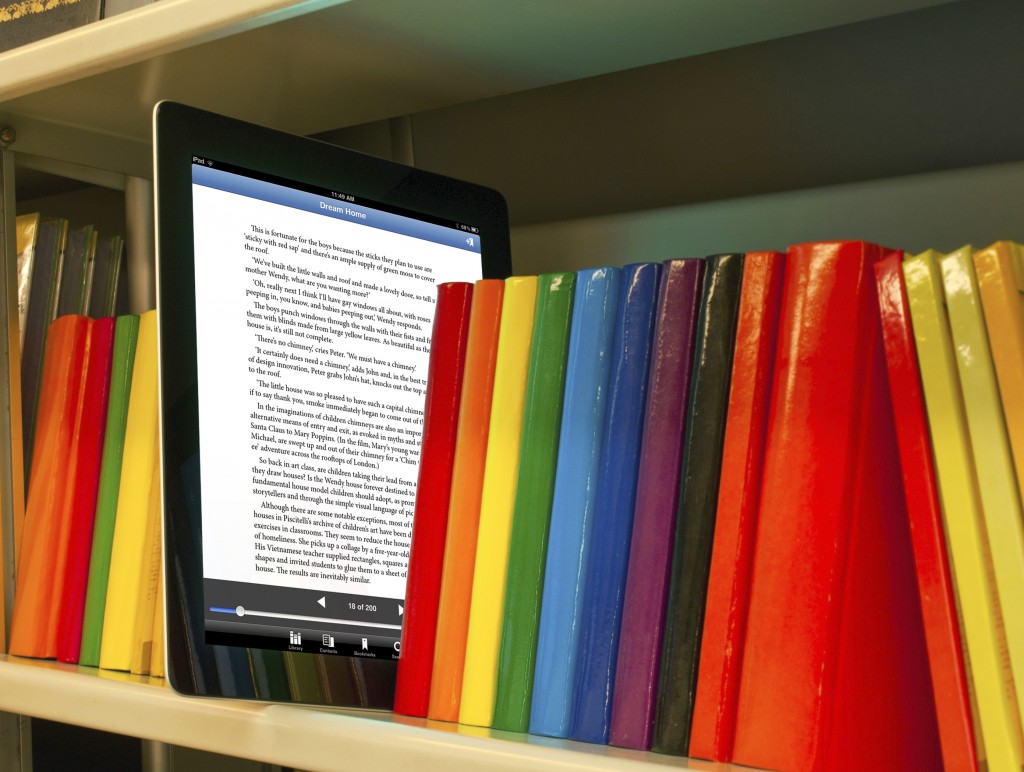 iPad
11:49 AM
68%
Dream Home
This is fortunate for the boys because the sticks they plan to use are
'sticky with red sap' and there's an ample supply of green moss to cover
the roof.
'We've built the little walls and roof and made a lovely door, so tell u
mother Wendy, what are you wanting more?'
'Oh, really next I think I'll have gay windows all about, with roses
peeping in, you know, and babies peeping out,' Wendy responds.
The boys punch windows through the walls with their fists and f
them with blinds made from large yellow leaves. As beautiful as the
house is, it's still not complete.
'There's no chimney,' cries Peter. 'We must have a chimney.'
'It certainly does need a chimney,' adds John and, in the best tr
of design innovation, Peter grabs John's hat, knocks out the top a
to the roof.
'The little house was so pleased to have such a capital chimne
if to say thank you, smoke immediately began to come out of t
In the imaginations of children chimneys are also an impor
alternative means of entry and exit, as evoked in myths and st
Santa Claus to Mary Poppins. (In the film, Mary's young war
Michael, are swept up and out of their chimney for a 'Chim
ee' adventure across the rooftops of London.)
So back in art class, are children taking their lead from a
they draw houses? Is the Wendy house forever destined to
fundamental house model children should adopt, as pron
storytellers and through the simple visual language of pic
Although there are some notable exceptions, most of t
houses in Piscitelli's archive of children's art have been d
exercises in classrooms. They seem to reduce the house
of homeliness. She picks up a collage by a five-year-old
His Vietnamese teacher supplied rectangles, squares a
shapes and invited students to glue them to a sheet of
house. The results are inevitably similar.
18 of 200
Library
Contents
Bookmarks